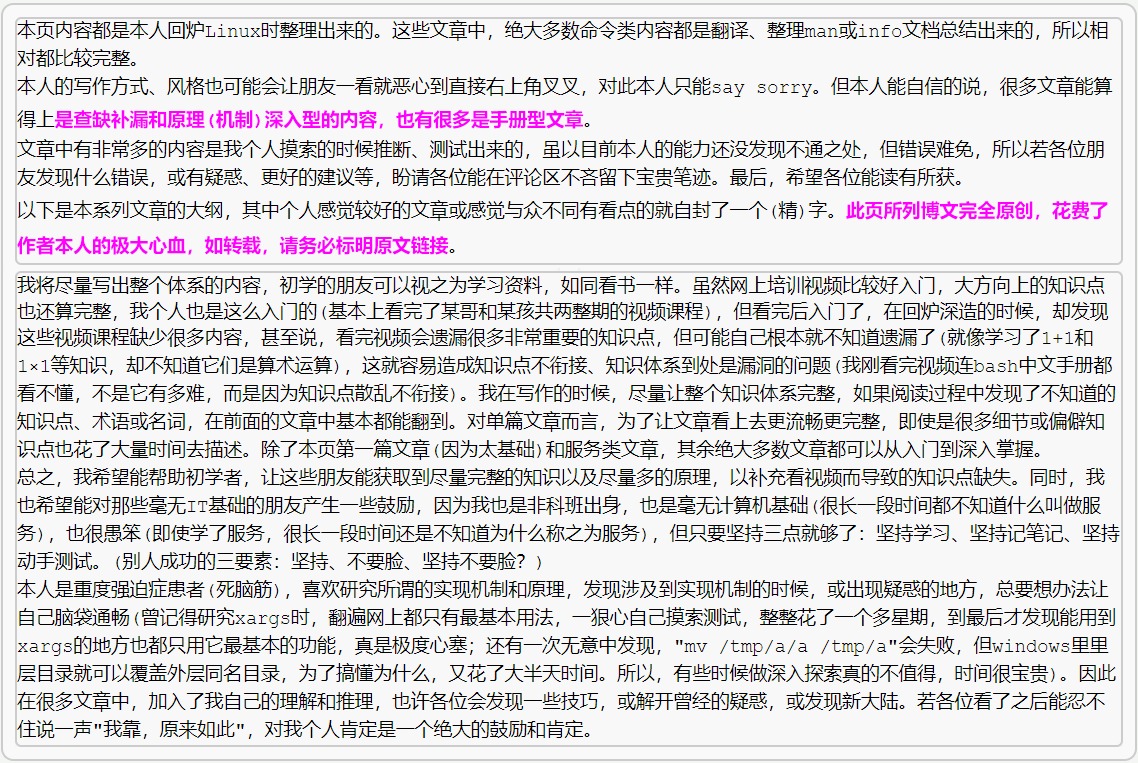 本页内容都是本人回炉Linux时整理出来的。这些文章中，绝大多数命令类内容都是翻译、整理man或info文档总结出来的，所以相
对都比较完整。
本人的写作方式、风格也可能会让朋友一看就恶心到直接右上角叉叉，对此本人只能say sorry。但本人能自信的说，很多文章能算
得上是查缺补漏和原理(机制)深入型的内容，也有很多是手册型文章。
文章中有非常多的内容是我个人摸索的时候推断、测试出来的，虽以目前本人的能力还没发现不通之处，但错误难免，所以若各位朋
友发现什么错误，或有疑惑、更好的建议等，盼请各位能在评论区不吝留下宝贵笔迹。最后，希望各位能读有所获。
以下是本系列文章的大纲，其中个人感觉较好的文章或感觉与众不同有看点的就自封了一个(精)字。此页所列博文完全原创，花费了
作者本人的极大心血，如转载，请务必标明原文链接。
我将尽量写出整个体系的内容，初学的朋友可以视之为学习资料，如同看书一样。虽然网上培训视频比较好入门，大方向上的知识点
也还算完整，我个人也是这么入门的(基本上看完了某哥和某孩共两整期的视频课程)，但看完后入门了，在回炉深造的时候，却发现
这些视频课程缺少很多内容，甚至说，看完视频会遗漏很多非常重要的知识点，但可能自己根本就不知道遗漏了(就像学习了1+1和
1×1等知识，却不知道它们是算术运算)，这就容易造成知识点不衔接、知识体系到处是漏洞的问题(我刚看完视频连bash中文手册都
看不懂，不是它有多难，而是因为知识点散乱不衔接)。我在写作的时候，尽量让整个知识体系完整，如果阅读过程中发现了不知道的
知识点、术语或名词，在前面的文章中基本都能翻到。对单篇文章而言，为了让文章看上去更流畅更完整，即使是很多细节或偏僻知
识点也花了大量时间去描述。除了本页第一篇文章(因为太基础)和服务类文章，其余绝大多数文章都可以从入门到深入掌握。
总之，我希望能帮助初学者，让这些朋友能获取到尽量完整的知识以及尽量多的原理，以补充看视频而导致的知识点缺失。同时，我
也希望能对那些毫无IT基础的朋友产生一些鼓励，因为我也是非科班出身，也是毫无计算机基础(很长一段时间都不知道什么叫做服
务)，也很愚笨(即使学了服务，很长一段时间还是不知道为什么称之为服务)，但只要坚持三点就够了：坚持学习、坚持记笔记、坚持
动手测试。(别人成功的三要素：坚持、不要脸、坚持不要脸？)
本人是重度强迫症患者(死脑筋)，喜欢研究所谓的实现机制和原理，发现涉及到实现机制的时候，或出现疑惑的地方，总要想办法让
自己脑袋通畅(曾记得研究xargs时，翻遍网上都只有最基本用法，一狠心自己摸索测试，整整花了一个多星期，到最后才发现能用到
xargs的地方也都只用它最基本的功能，真是极度心塞；还有一次无意中发现，"mv /tmp/a/a /tmp/a"会失败，但windows里里
层目录就可以覆盖外层同名目录，为了搞懂为什么，又花了大半天时间。所以，有些时候做深入探索真的不值得，时间很宝贵)。因此
在很多文章中，加入了我自己的理解和推理，也许各位会发现一些技巧，或解开曾经的疑惑，或发现新大陆。若各位看了之后能忍不
住说一声"我靠，原来如此"，对我个人肯定是一个绝大的鼓励和肯定。